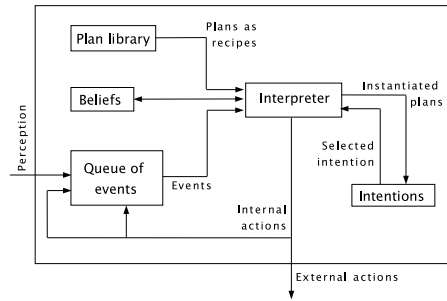 Plan library
Plans as
recipes
Beliefs
Interpreter
Instantiated
plans
Selected
intention
Perception
Queue of
events
Events
Intentions
Internal
actions
External actions